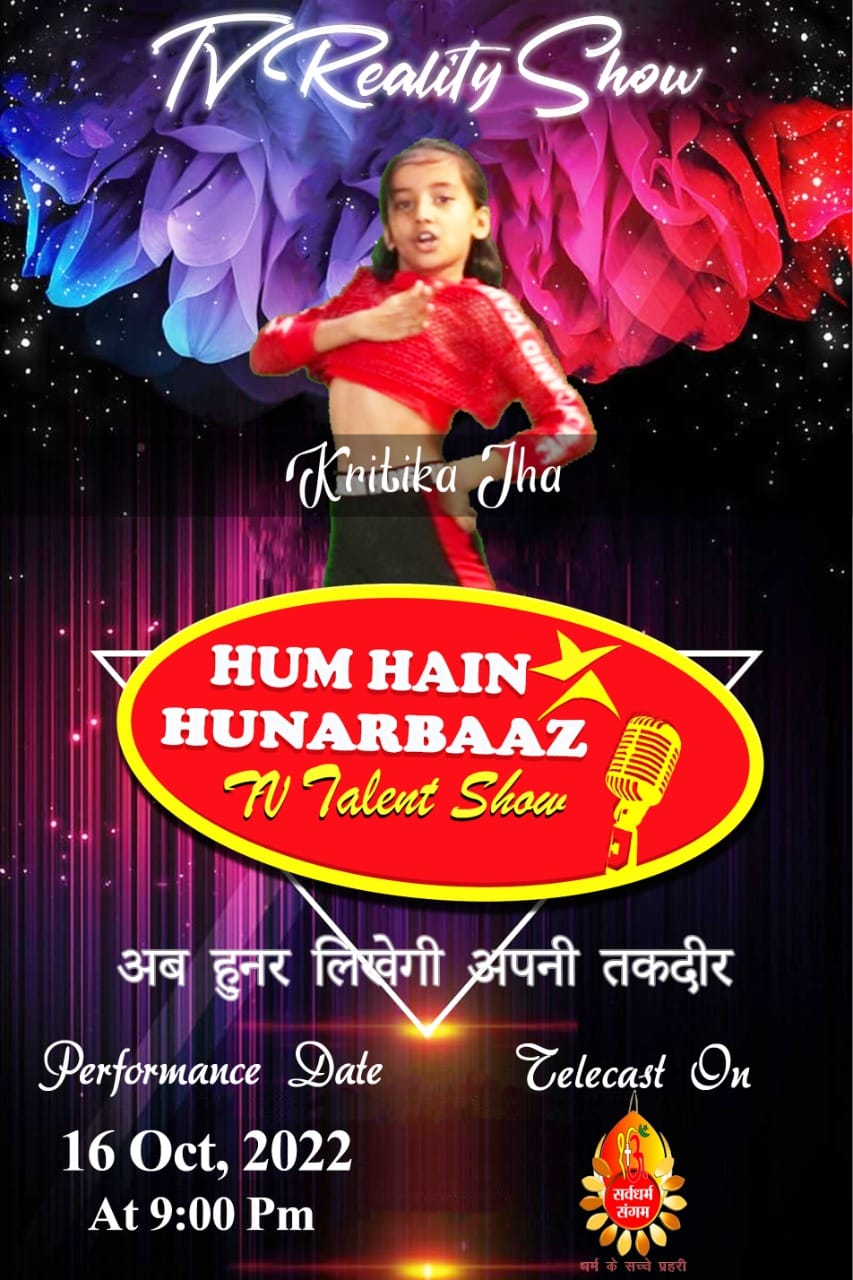 TV Reality Show
Kritika Jha
HUM HAIN
HUNARBAAZ
TV Talent Show
अब हुनर लिखेगी अपनी तकदीर
Performance Date
Telecast On
16 Oct, 2022
At 9:00 Pm
सर्वधर्म
संगम
धर्म के सच्चे प्रहरी